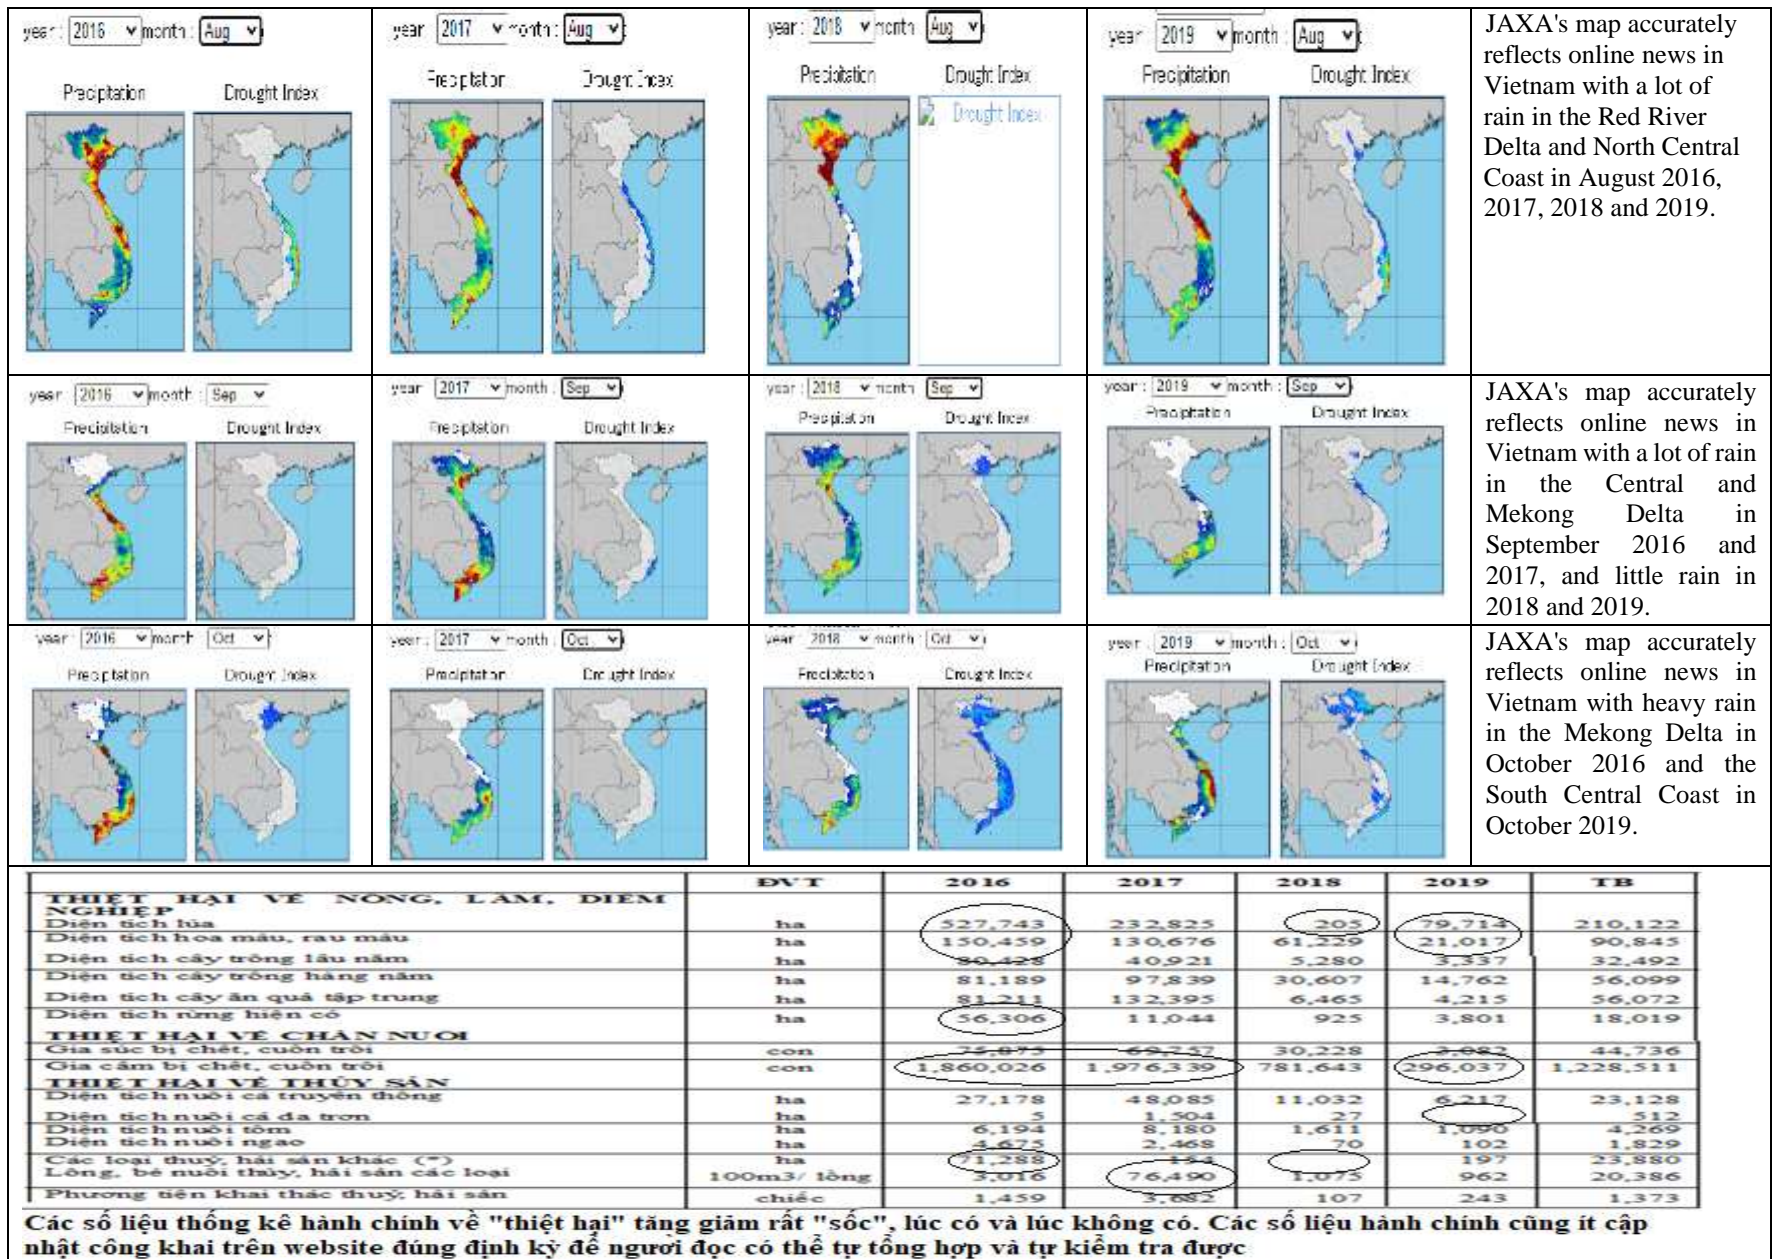 year : 2016 month : Aug
Precipitation Drought Index
year : 2017 month : Aug
Precipitation Drought Index
year : 2018 month Aug
Precipitation Drought Index
Drought Index
year 2019 month : Aug
Precipitation Drought Index
JAXA's map accurately
reflects online news in
Vietnam with a lot of
rain in the Red River
Delta and North Central
Coast in August 2016,
2017, 2018 and 2019.
year : 2016 month : Sep
Precipitation Drought Index
year 2017 month : Sep
Precipitation Drought Index
year : 2018 month Sep
Precipitation Drought Index
year : 2019 month : Sep
Precipitation Drought Index
JAXA's map accurately
reflects online news in
Vietnam with a lot of rain
in the Central and
Mekong Delta in
September 2016 and
2017, and little rain in
2018 and 2019.
year : 2016 month Oct
Precipitation Drought Index
year : 2017 month : Oct
Precipitation Drought Index
year : 2018 month : Oct
Precipitation Drought Index
year : 2019 month : Oct
Precipitation Drought Index
JAXA's map accurately
reflects online news in
Vietnam with heavy rain
in the Mekong Delta in
October 2016 and the
South Central Coast in
October 2019.
ĐVT 2016 2017 2018 2019 TB
THIỆT HẠI VỀ NÔNG, LÂM, DIÊM
NGHIỆP
Diện tích lúa ha 527,743 232,825 205 79,714 210,122
Diện tích hoa màu, rau màu ha 150,459 130,676 61,229 21,017 90,845
Diện tích cây trồng lâu năm ha 80,428 40,921 5,280 3,337 32,492
Diện tích cây trồng hàng năm ha 81,189 97,839 30,607 14,762 56,099
Diện tích cây ăn quả tập trung ha 81,211 132,395 6,465 4,215 56,072
Diện tích rừng hiện có ha 56,306 11,044 925 3,801 18,019
THIỆT HẠI VỀ CHĂN NUÔI
Gia súc bị chết, cuốn trôi con 75,875 69,757 30,228 3,082 44,736
Gia cầm bị chết, cuốn trôi con 1,860,026 1,976,339 781,643 296,037 1,228,511
THIỆT HẠI VỀ THỦY SẢN
Diện tích nuôi cá truyền thống ha 27,178 48,085 11,032 6,217 23,128
Diện tích nuôi cá da trơn ha 5 1,504 27 512
Diện tích nuôi tôm ha 6,194 8,180 1,611 1,090 4,269
Diện tích nuôi ngao ha 4,675 2,468 70 102 1,829
Các loại thuỷ, hải sản khác (*) ha 71,288 154 197 23,880
Lồng, bè nuôi thủy, hải sản các loại 100m3/ lồng 3,016 76,490 1,075 962 20,386
Phương tiện khai thác thuỷ, hải sản chiếc 1,459 3,682 107 243 1,373
Các số liệu thống kê hành chính về "thiệt hại" tăng giảm rất "sốc", lúc có và lúc không có. Các số liệu hành chính cũng ít cập
nhật công khai trên website đúng định kỳ để người đọc có thể tự tổng hợp và tự kiểm tra được